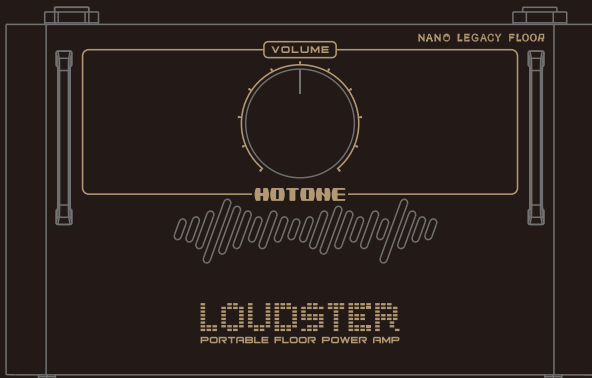 NANO LEGACY FLOOR
VOLUME
HOTONE
LOUDSTER
PORTABLE FLOOR POWER AMP